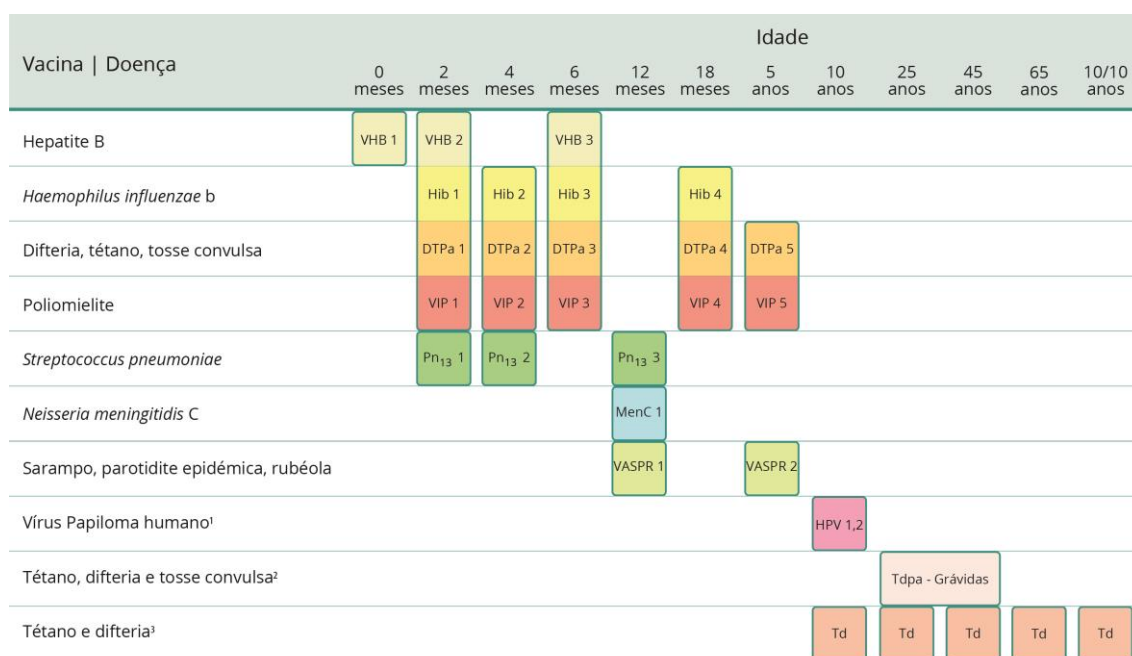 Idade
Vacina | Doença
0 meses 2 meses 4 meses 6 meses 12 meses 18 meses 5 anos 10 anos 25 anos 45 anos 65 anos 10/10 anos
Hepatite B VHB 1 VHB 2 VHB 3
Haemophilus influenzae b Hib 1 Hib 2 Hib 3 Hib 4
Difteria, tétano, tosse convulsa DTPa 1 DTPa 2 DTPa 3 DTPa 4 DTPa 5
Poliomielite VIP 1 VIP 2 VIP 3 VIP 4 VIP 5
Streptococcus pneumoniae Pn₁₃ 1 Pn₁₃ 2 Pn₁₃ 3
Neisseria meningitidis C MenC 1
Sarampo, parotidite epidémica, rubéola VASPR 1 VASPR 2
Vírus Papiloma humano¹ HPV 1,2
Tétano, difteria e tosse convulsa² Tdpa - Grávidas
Tétano e difteria³ Td Td Td Td Td